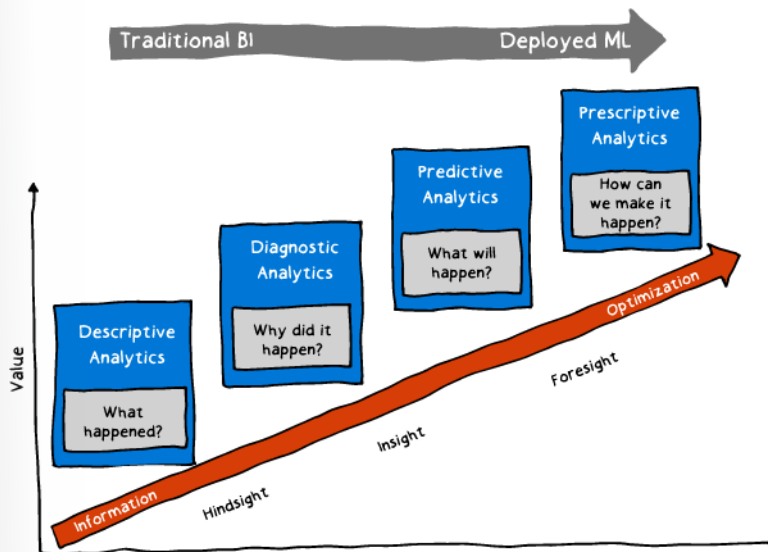 Traditional BI
Deployed ML
Prescriptive
Analytics
How can
we make it
happen?
Predictive
Analytics
What will
happen?
Diagnostic
Analytics
Why did it
happen?
Descriptive
Analytics
What
happened?
Value
Information
Optimization
Hindsight
Insight
Foresight